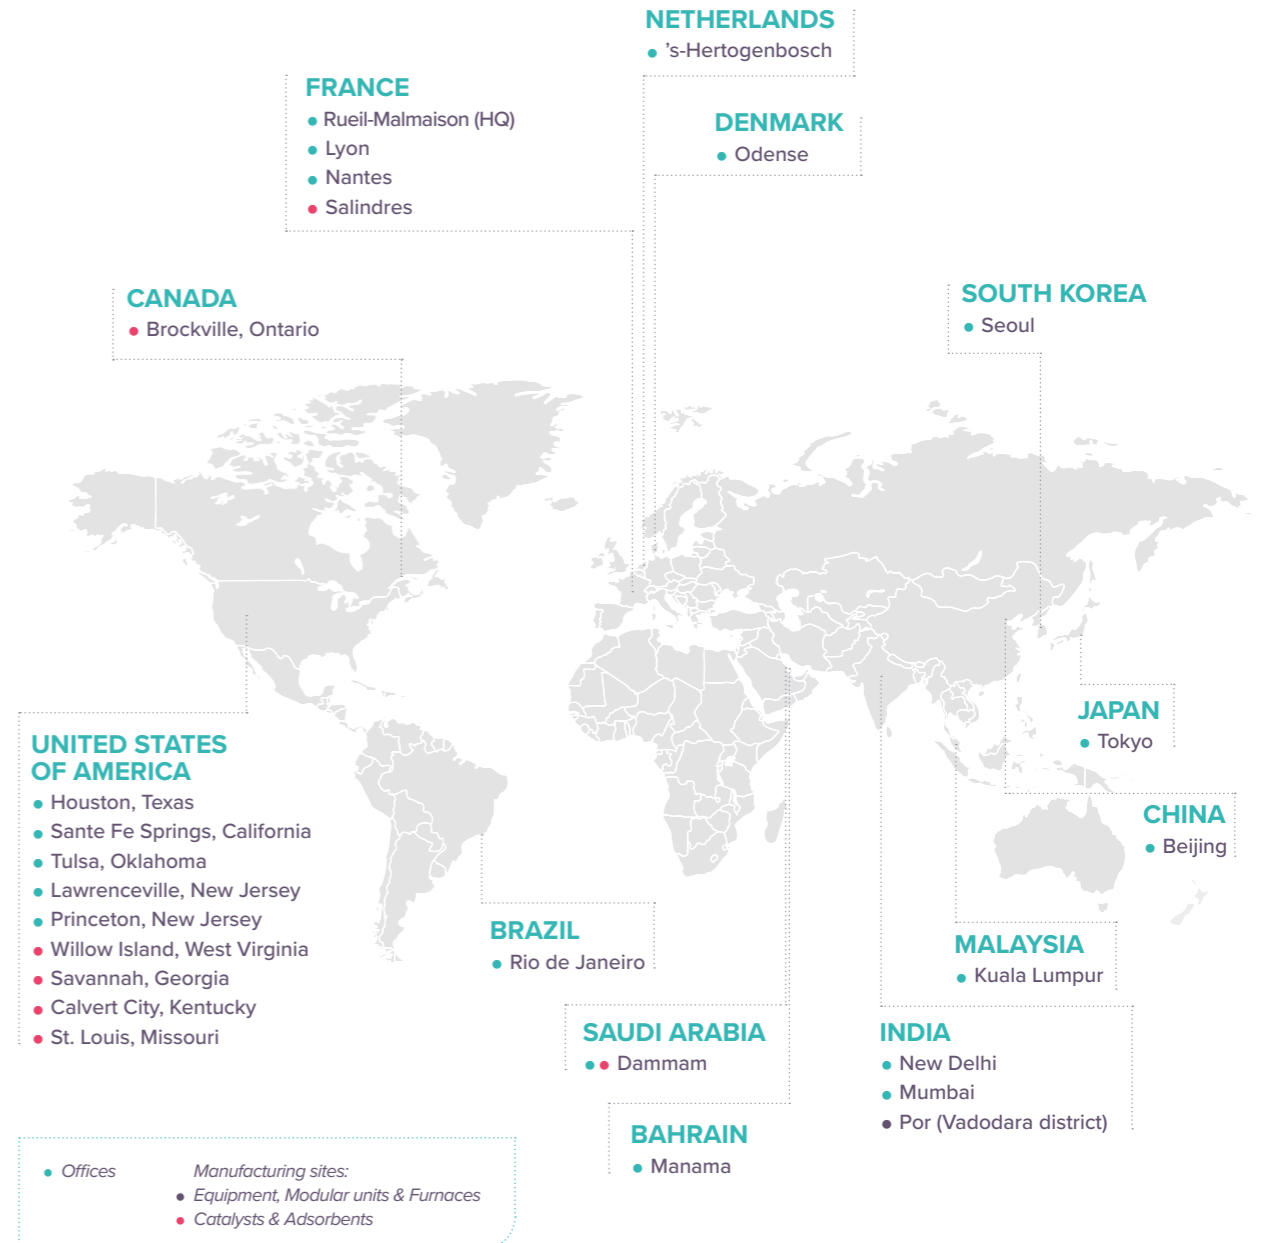 NETHERLANDS
’s-Hertogenbosch
FRANCE
Rueil-Malmaison (HQ)
Lyon
Nantes
Salindres
DENMARK
Odense
CANADA
Brockville, Ontario
SOUTH KOREA
Seoul
UNITED STATES
OF AMERICA
Houston, Texas
Sante Fe Springs, California
Tulsa, Oklahoma
Lawrenceville, New Jersey
Princeton, New Jersey
Willow Island, West Virginia
Savannah, Georgia
Calvert City, Kentucky
St. Louis, Missouri
JAPAN
Tokyo
CHINA
Beijing
BRAZIL
Rio de Janeiro
MALAYSIA
Kuala Lumpur
SAUDI ARABIA
Dammam
INDIA
New Delhi
Mumbai
Por (Vadodara district)
BAHRAIN
Manama
Offices
Manufacturing sites:
Equipment, Modular units & Furnaces
Catalysts & Adsorbents